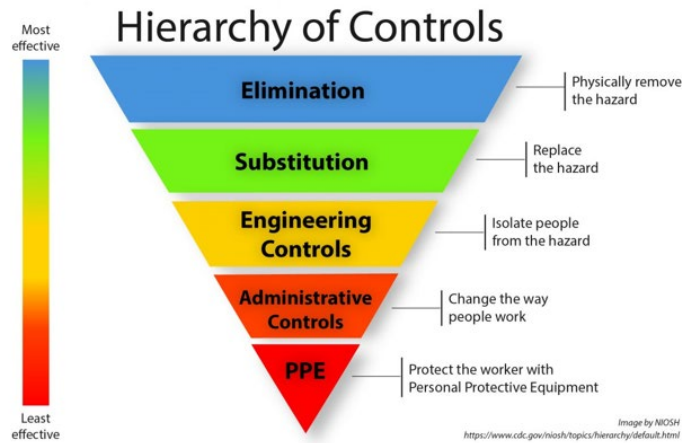 Hierarchy of Controls
Most
effective
Elimination
Physically remove
the hazard
Substitution
Replace
the hazard
Engineering
Controls
Isolate people
from the hazard
Administrative
Controls
Change the way
people work
PPE
Protect the worker with
Personal Protective Equipment
Least
effective
Image by NIOSH
https://www.cdc.gov/niosh/topics/hierarchy/default.html